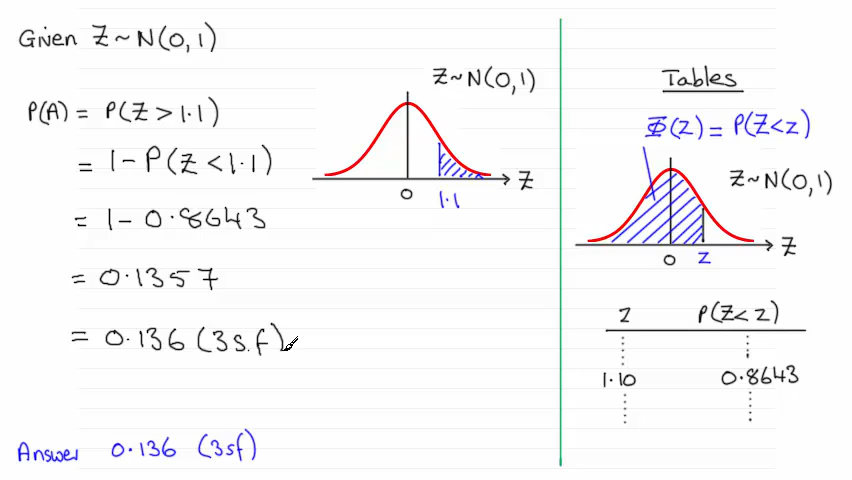 Given Z ~ N(0,1)
P(A) = P(Z > 1.1)
= 1 - P(Z < 1.1)
= 1 - 0.8643
= 0.1357
= 0.136 (3 s.f)
Answer 0.136 (3sf)
Z ~ N(0,1)
0
1.1
Z
Tables
Φ(z) = P(Z < z)
Z ~ N(0,1)
0
z
Z
z P(Z < z)
1.10 0.8643